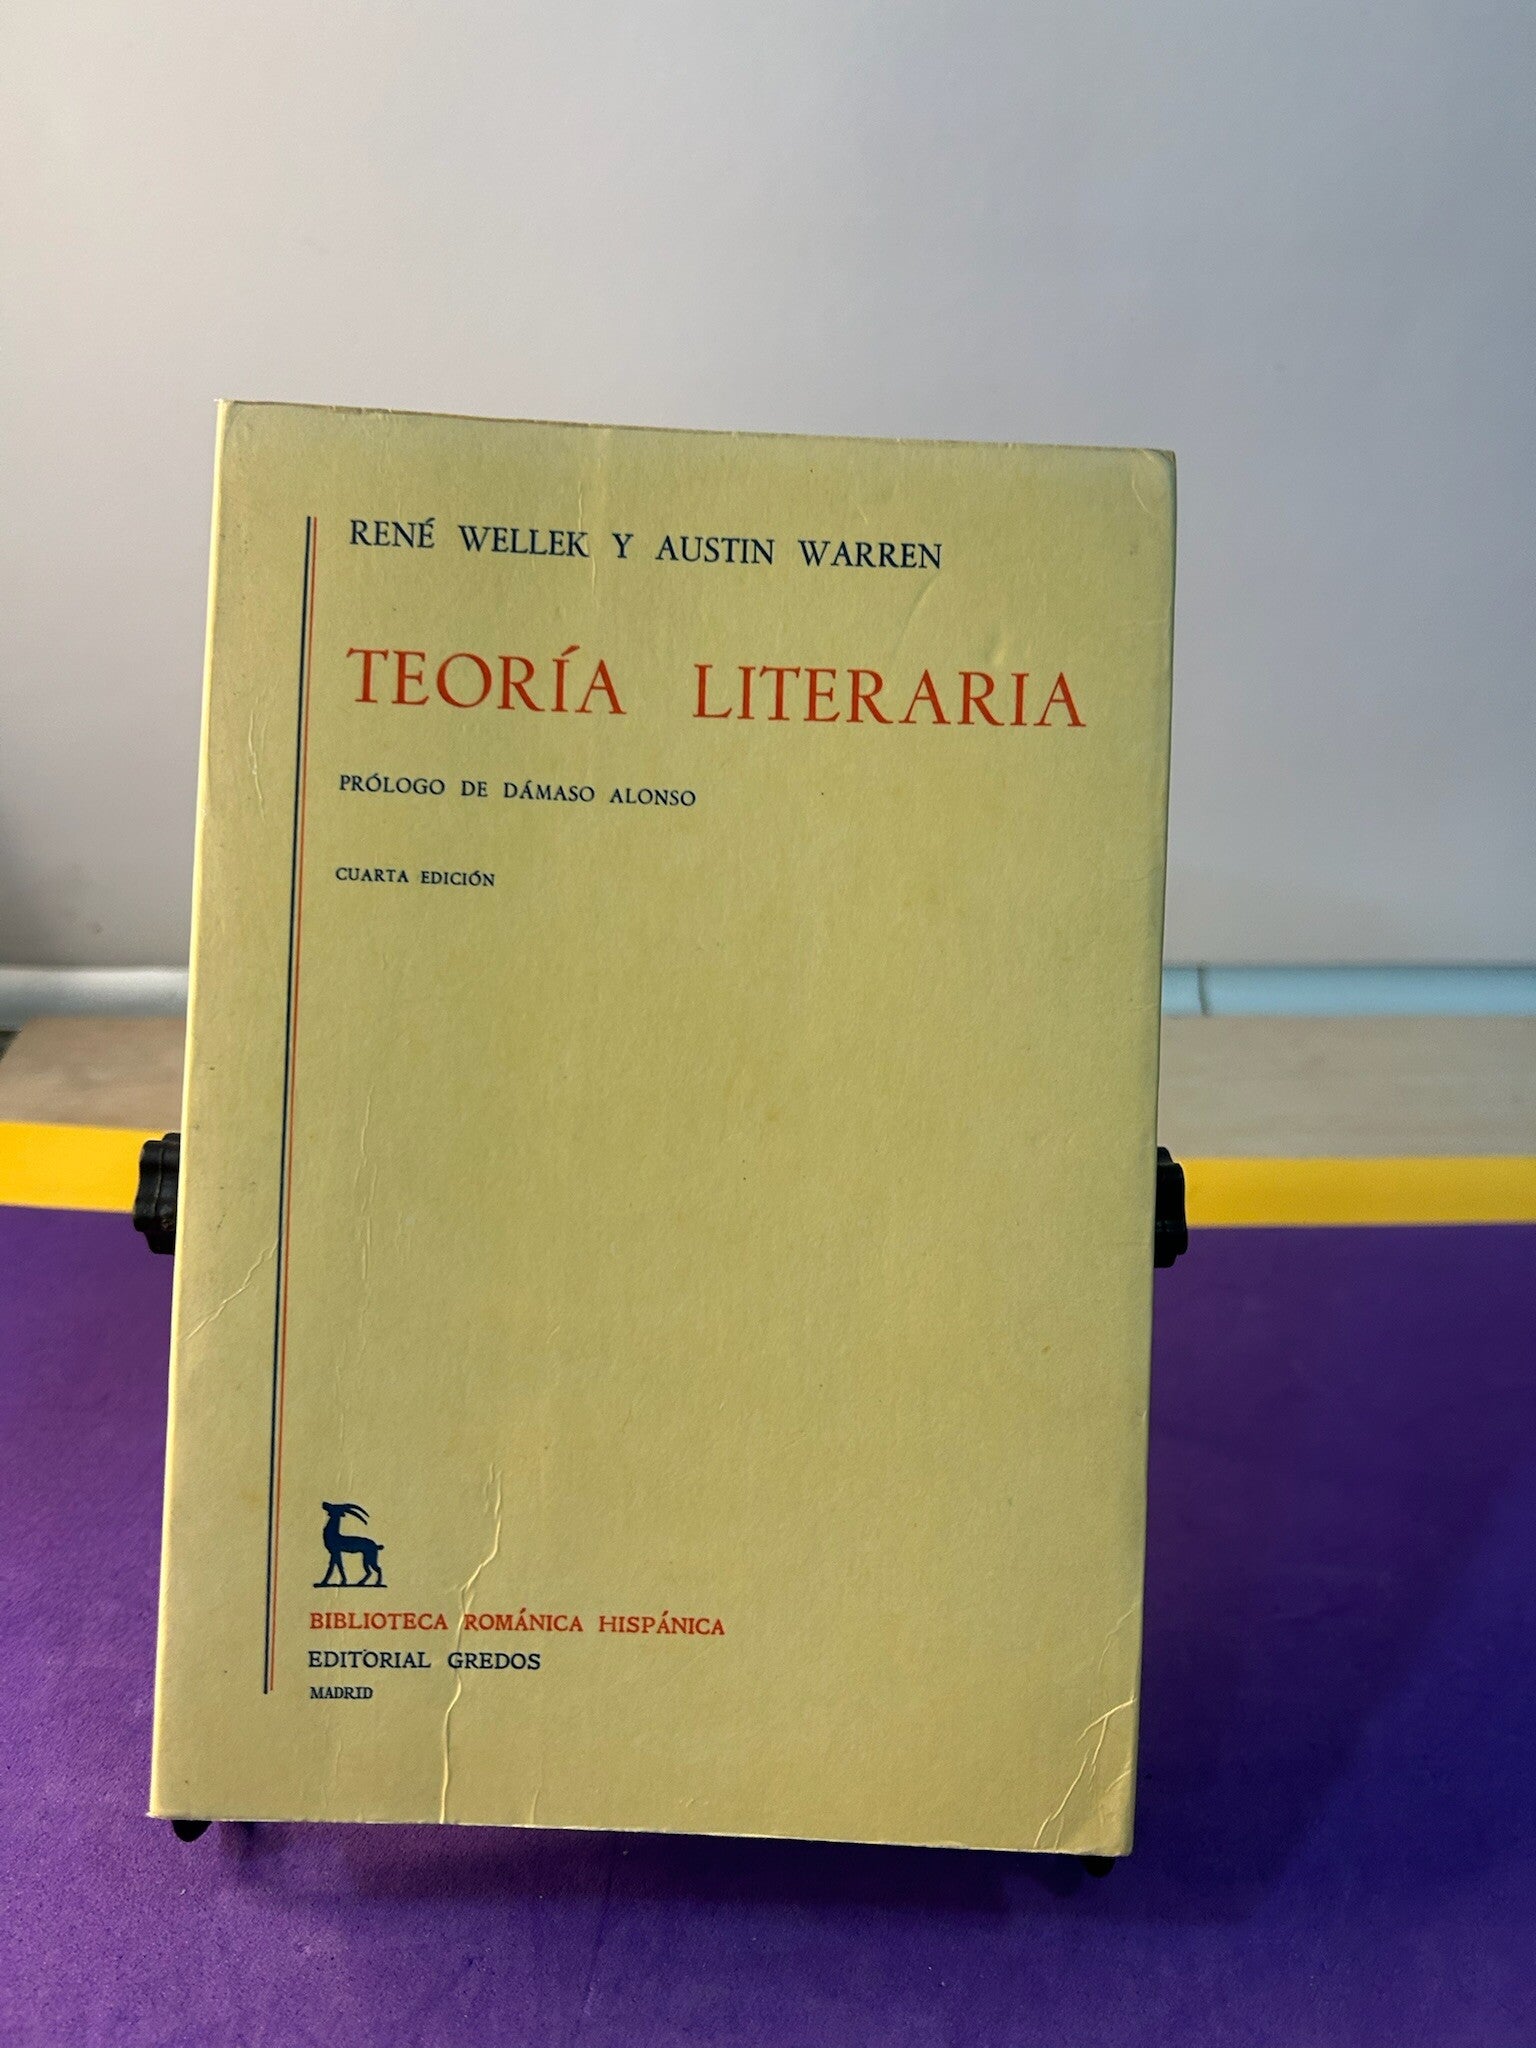 RENÉ WELLEK Y AUSTIN WARREN
TEORÍA LITERARIA
PRÓLOGO DE DÁMASO ALONSO
CUARTA EDICIÓN
BIBLIOTECA ROMÁNICA HISPÁNICA
EDITORIAL GREDOS
MADRID